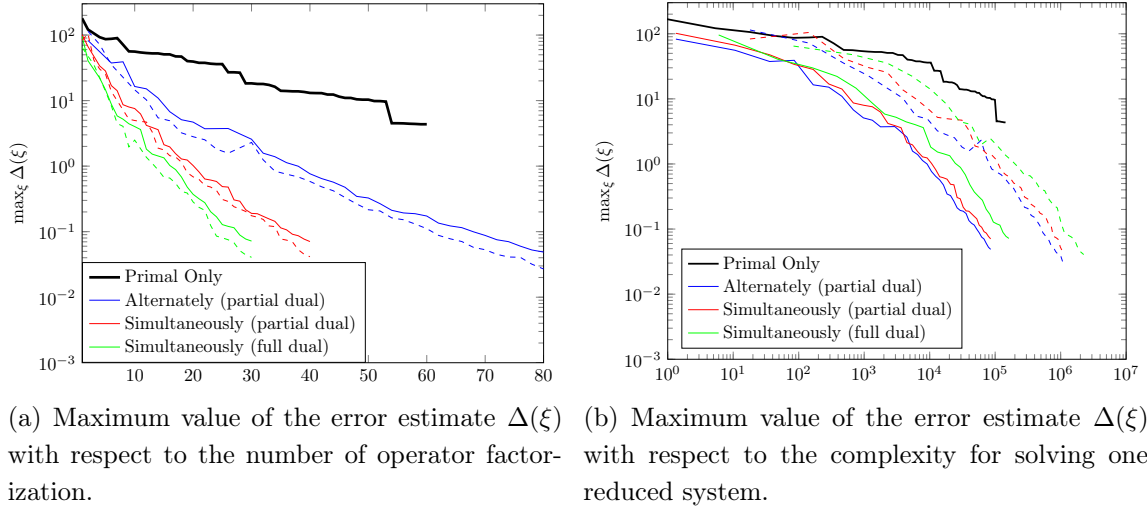 10^2
10^1
10^0
10^{-1}
10^{-2}
10^{-3}
max_ξ Δ(ξ)
10 20 30 40 50 60 70 80
Primal Only
Alternately (partial dual)
Simultaneously (partial dual)
Simultaneously (full dual)
10^2
10^1
10^0
10^{-1}
10^{-2}
10^{-3}
max_ξ Δ(ξ)
10^0 10^1 10^2 10^3 10^4 10^5 10^6 10^7
Primal Only
Alternately (partial dual)
Simultaneously (partial dual)
Simultaneously (full dual)
(a) Maximum value of the error estimate Δ(ξ)
with respect to the number of operator factor-
ization.
(b) Maximum value of the error estimate Δ(ξ)
with respect to the complexity for solving one
reduced system.